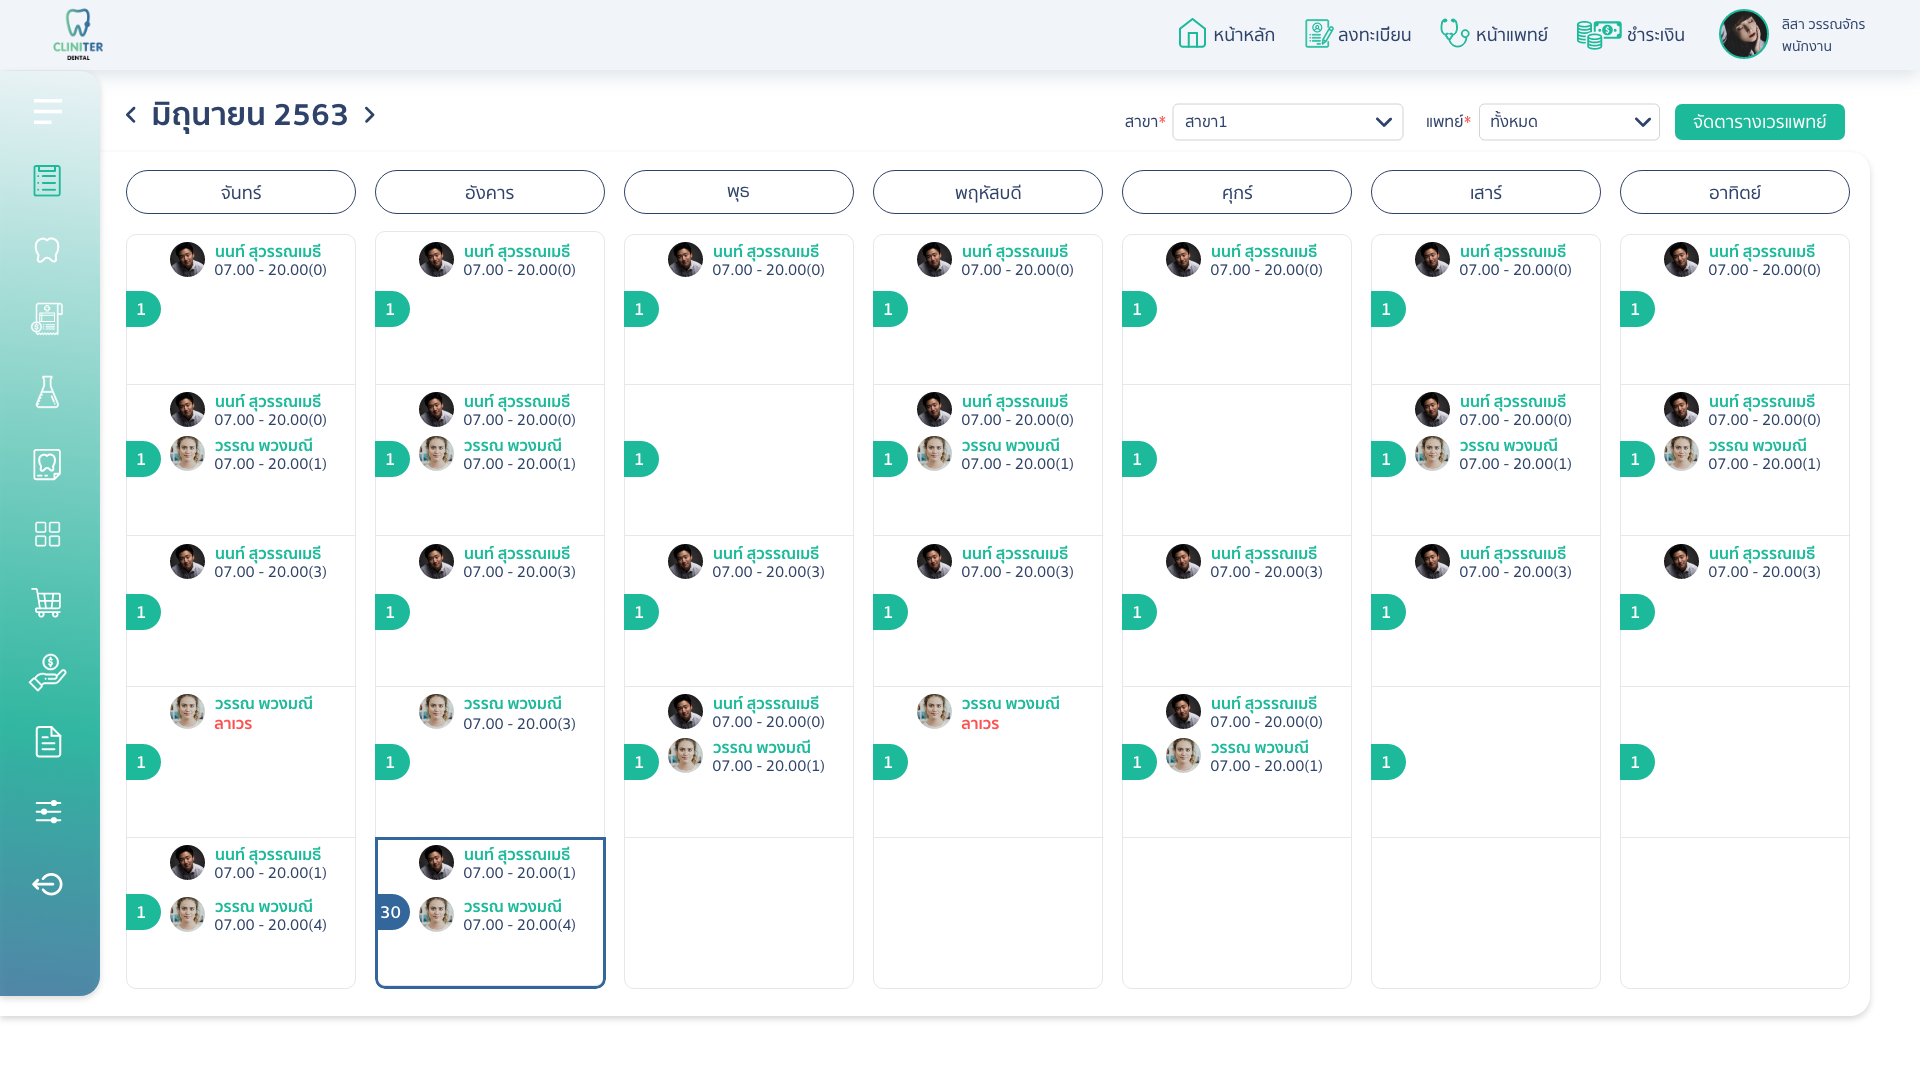 CLINITER
DENTAL
หน้าหลัก
ลงทะเบียน
หน้าแพทย์
ชำระเงิน
ลิสา วรรณจักร
พนักงาน
มิถุนายน 2563
สาขา*
สาขา1
แพทย์*
ทั้งหมด
จัดตารางเวรแพทย์
จันทร์
อังคาร
พุธ
พฤหัสบดี
ศุกร์
เสาร์
อาทิตย์
นนท์ สุวรรณเมธี
07.00 - 20.00(0)
1
นนท์ สุวรรณเมธี
07.00 - 20.00(0)
1
นนท์ สุวรรณเมธี
07.00 - 20.00(0)
1
นนท์ สุวรรณเมธี
07.00 - 20.00(0)
1
นนท์ สุวรรณเมธี
07.00 - 20.00(0)
1
นนท์ สุวรรณเมธี
07.00 - 20.00(0)
1
นนท์ สุวรรณเมธี
07.00 - 20.00(0)
1
นนท์ สุวรรณเมธี
07.00 - 20.00(0)
1
วรรณ พวงมณี
07.00 - 20.00(1)
นนท์ สุวรรณเมธี
07.00 - 20.00(0)
1
วรรณ พวงมณี
07.00 - 20.00(1)
1
นนท์ สุวรรณเมธี
07.00 - 20.00(0)
1
วรรณ พวงมณี
07.00 - 20.00(1)
1
นนท์ สุวรรณเมธี
07.00 - 20.00(0)
1
วรรณ พวงมณี
07.00 - 20.00(1)
นนท์ สุวรรณเมธี
07.00 - 20.00(0)
1
วรรณ พวงมณี
07.00 - 20.00(1)
นนท์ สุวรรณเมธี
07.00 - 20.00(3)
1
นนท์ สุวรรณเมธี
07.00 - 20.00(3)
1
นนท์ สุวรรณเมธี
07.00 - 20.00(3)
1
นนท์ สุวรรณเมธี
07.00 - 20.00(3)
1
นนท์ สุวรรณเมธี
07.00 - 20.00(3)
1
นนท์ สุวรรณเมธี
07.00 - 20.00(3)
1
นนท์ สุวรรณเมธี
07.00 - 20.00(3)
1
วรรณ พวงมณี
ลาเวร
1
วรรณ พวงมณี
07.00 - 20.00(3)
1
นนท์ สุวรรณเมธี
07.00 - 20.00(0)
1
วรรณ พวงมณี
07.00 - 20.00(1)
วรรณ พวงมณี
ลาเวร
1
นนท์ สุวรรณเมธี
07.00 - 20.00(0)
1
วรรณ พวงมณี
07.00 - 20.00(1)
1
1
นนท์ สุวรรณเมธี
07.00 - 20.00(1)
1
วรรณ พวงมณี
07.00 - 20.00(4)
นนท์ สุวรรณเมธี
07.00 - 20.00(1)
30
วรรณ พวงมณี
07.00 - 20.00(4)